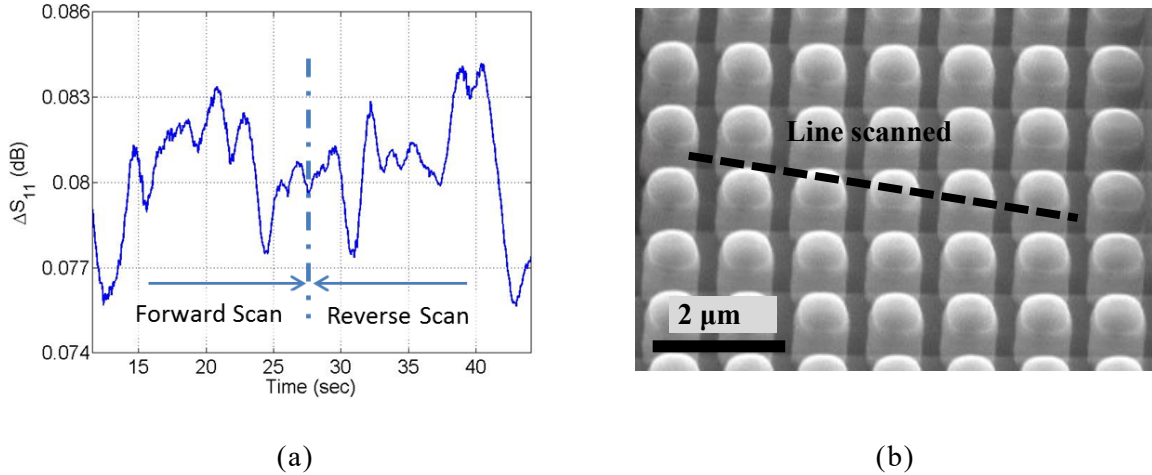 0.086
0.083
0.08
0.077
0.074
ΔS11 (dB)
Forward Scan
Reverse Scan
15 20 25 30 35 40
Time (sec)
(a)
Line scanned
2 μm
(b)